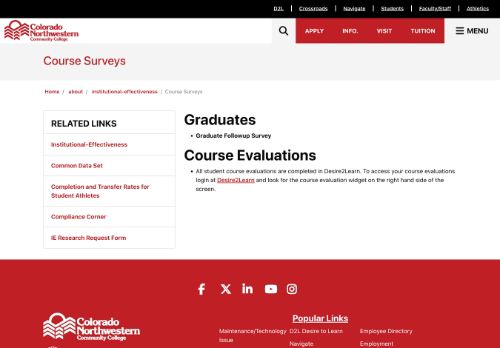 D2L | Crossroads | Navigate | Students | Faculty/Staff | Athletics
Colorado
Northwestern
Community College
APPLY INFO. VISIT TUITION MENU
Course Surveys
Home / about / institutional-effectiveness / Course Surveys
RELATED LINKS
Institutional-Effectiveness
Common Data Set
Completion and Transfer Rates for
Student Athletes
Compliance Corner
IE Research Request Form
Graduates
• Graduate Followup Survey
Course Evaluations
• All student course evaluations are completed in Desire2Learn. To access your course evaluations
login at Desire2Learn and look for the course evaluation widget on the right hand side of the
screen.
Colorado
Northwestern
Community College
Popular Links
Maintenance/Technology
Issue
D2L Desire to Learn
Navigate
Employee Directory
Employment